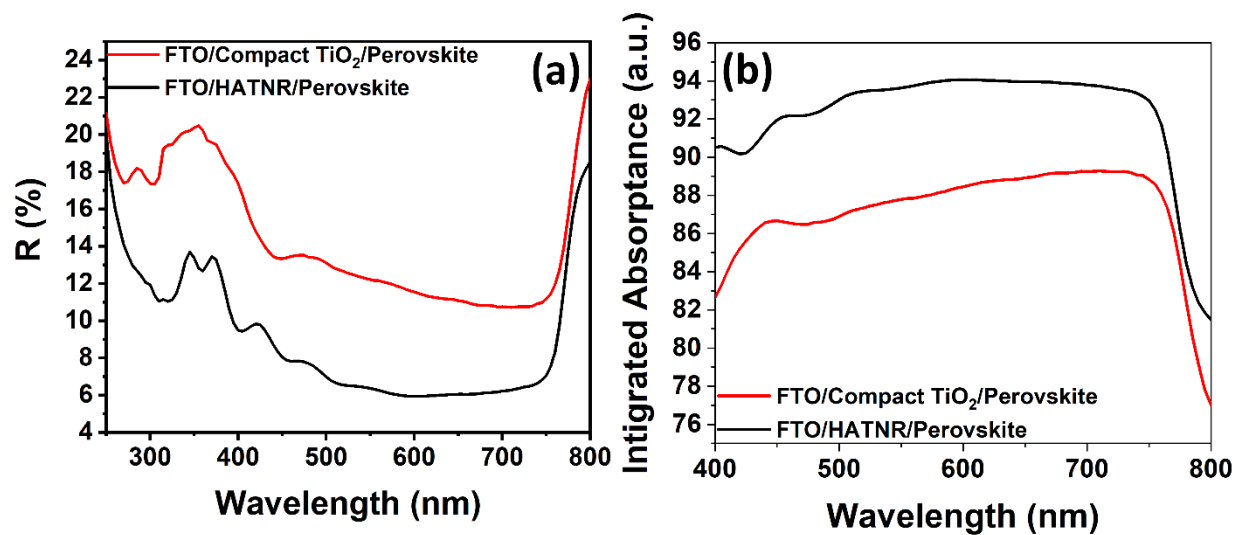 FTO/Compact TiO₂/Perovskite
FTO/HATNR/Perovskite
(a)
R (%)
24
22
20
18
16
14
12
10
8
6
4
300 400 500 600 700 800
Wavelength (nm)
(b)
Intigrated Absorptance (a.u.)
96
94
92
90
88
86
84
82
80
78
76
FTO/Compact TiO₂/Perovskite
FTO/HATNR/Perovskite
400 500 600 700 800
Wavelength (nm)